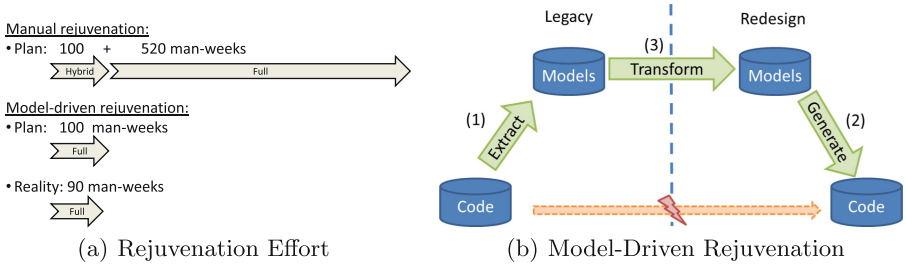 Manual rejuvenation:
• Plan: 100 + 520 man-weeks
Hybrid Full
Model-driven rejuvenation:
• Plan: 100 man-weeks
Full
• Reality: 90 man-weeks
Full
(a) Rejuvenation Effort
Legacy Redesign
(3)
Models Transform Models
(1) Extract Generate (2)
Code Code
(b) Model-Driven Rejuvenation